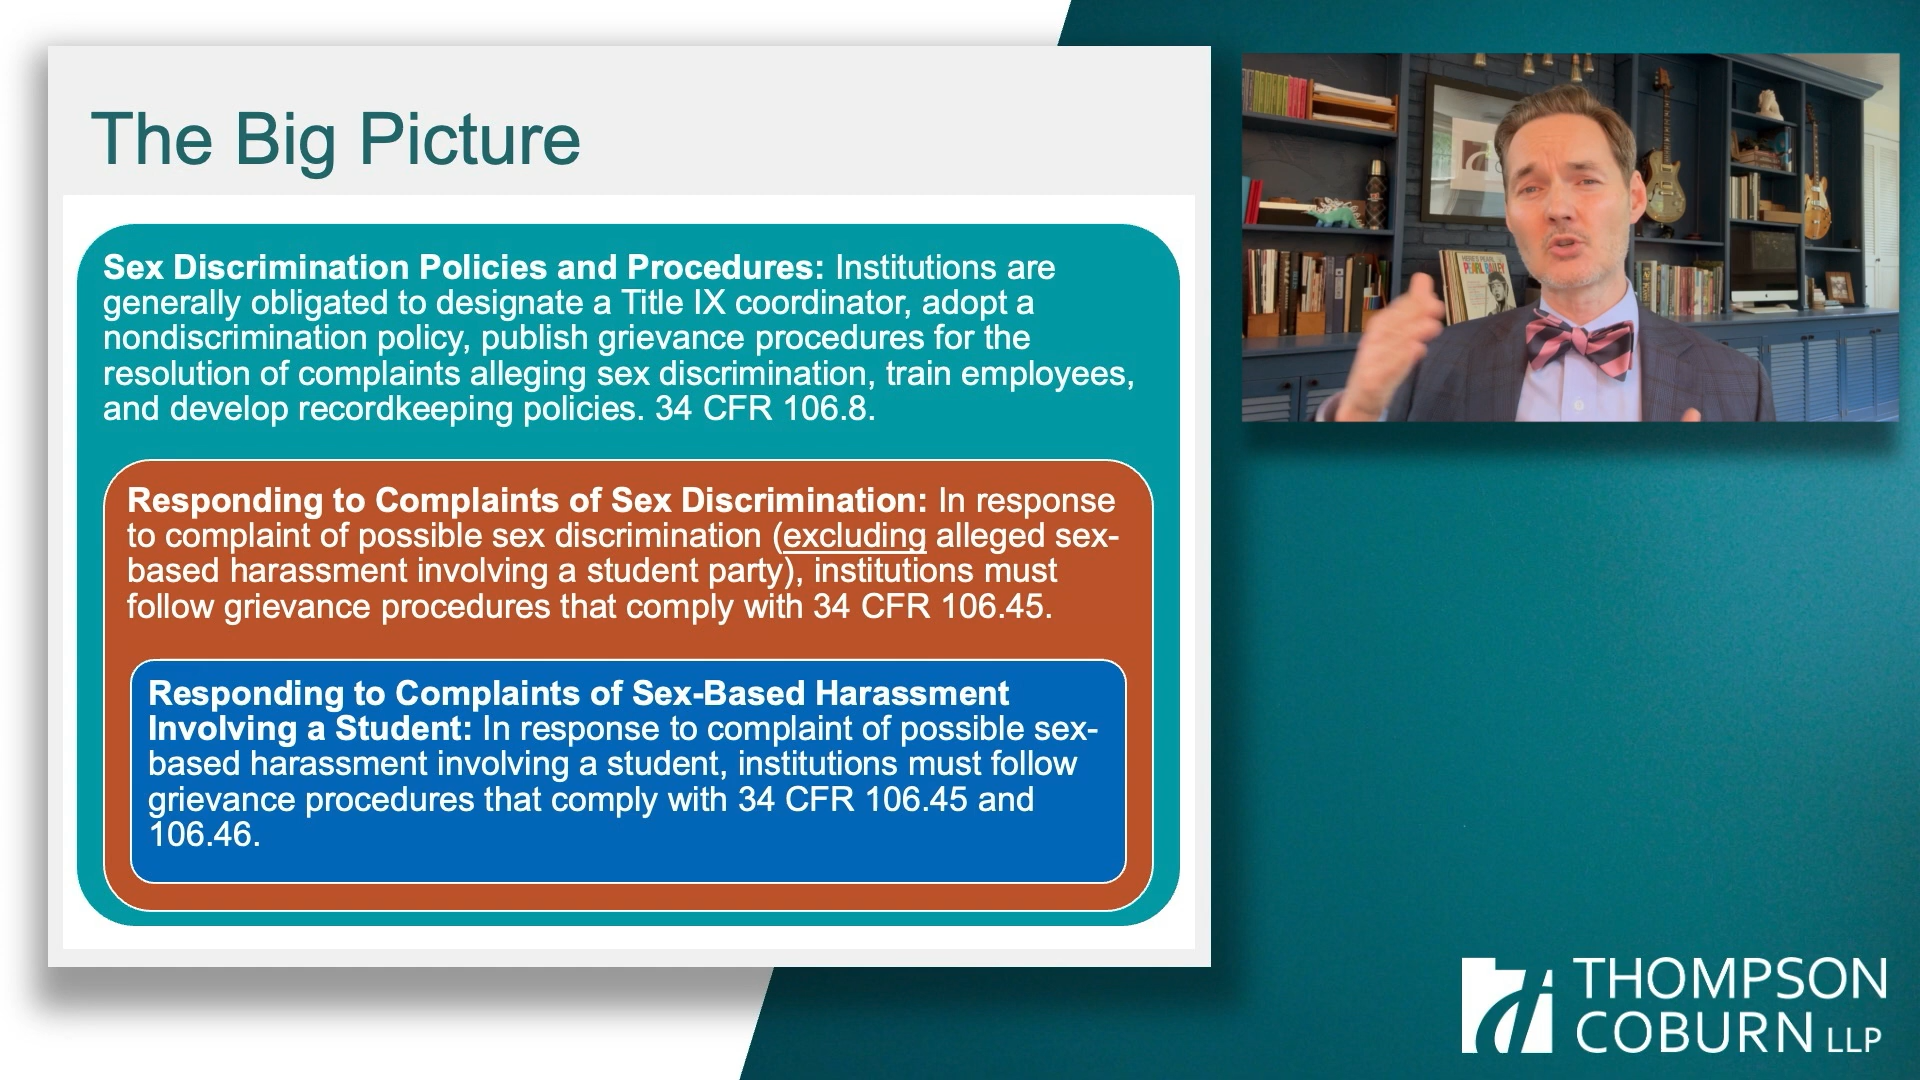 The Big Picture
Sex Discrimination Policies and Procedures: Institutions are
generally obligated to designate a Title IX coordinator, adopt a
nondiscrimination policy, publish grievance procedures for the
resolution of complaints alleging sex discrimination, train employees,
and develop recordkeeping policies. 34 CFR 106.8.
Responding to Complaints of Sex Discrimination: In response
to complaint of possible sex discrimination (excluding alleged sex-
based harassment involving a student party), institutions must
follow grievance procedures that comply with 34 CFR 106.45.
Responding to Complaints of Sex-Based Harassment
Involving a Student: In response to complaint of possible sex-
based harassment involving a student, institutions must follow
grievance procedures that comply with 34 CFR 106.45 and
106.46.
PEARL BAILEY
THOMPSON
COBURN LLP